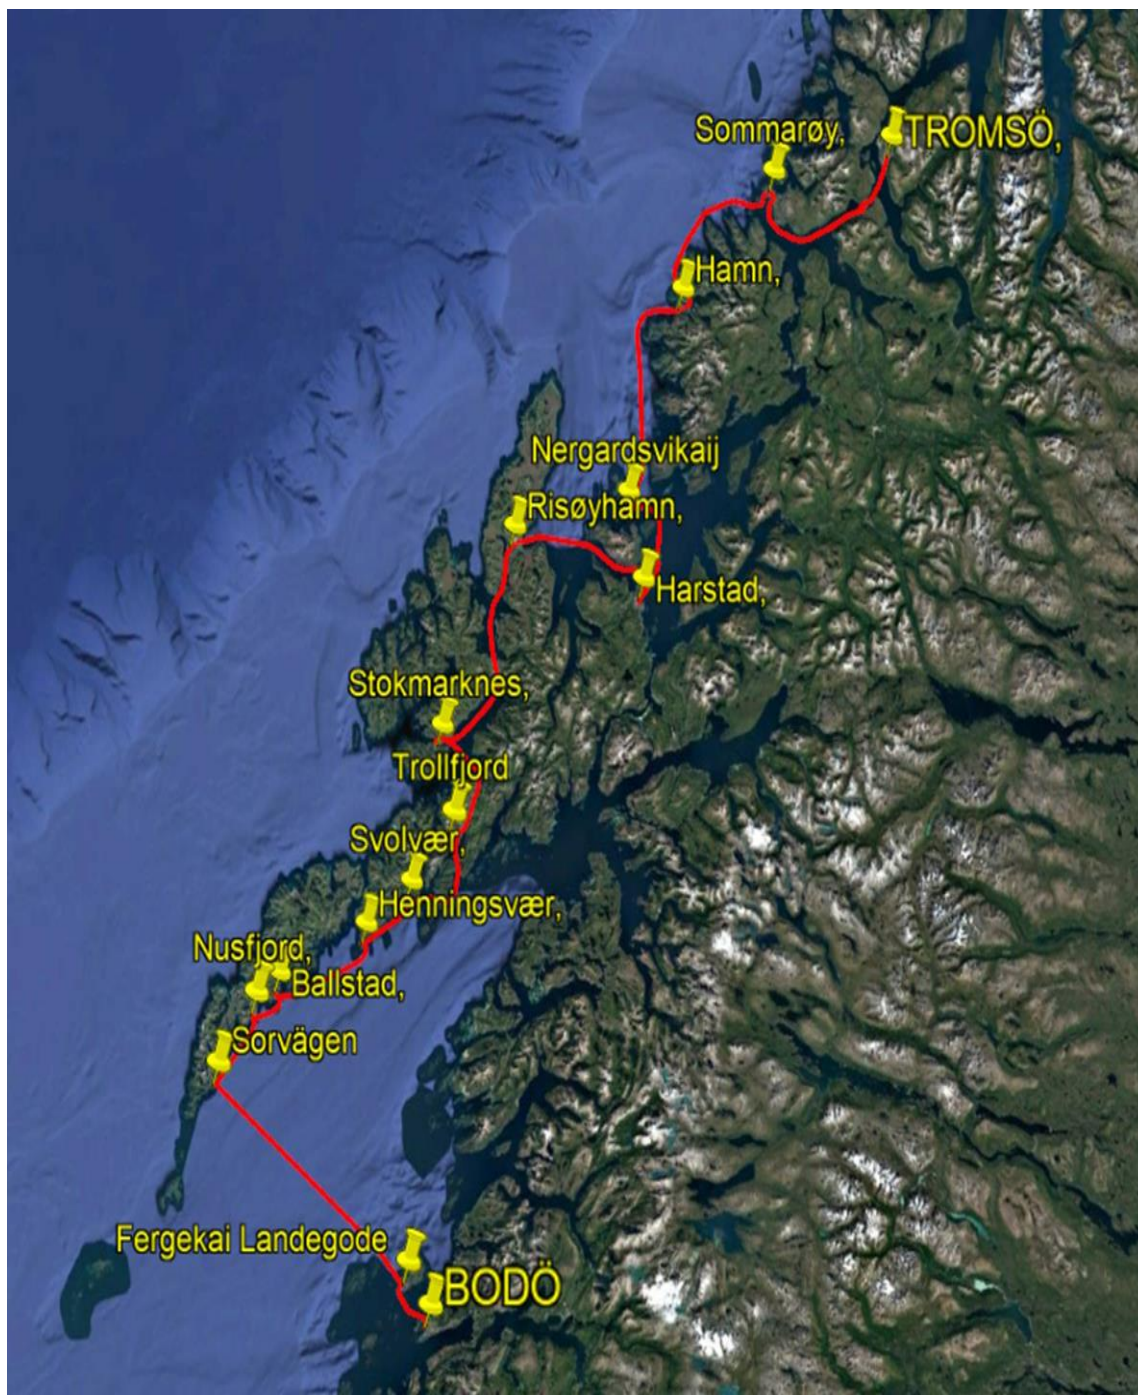 Sommarøy,
TROMSÖ,
Hamn,
Nergardsvikaij
Risøyhamn,
Harstad,
Stokmarknes,
Trollfjord
Svolvær,
Henningsvær,
Nusfjord,
Ballstad,
Sorvägen
Fergekai Landegode
BODÖ